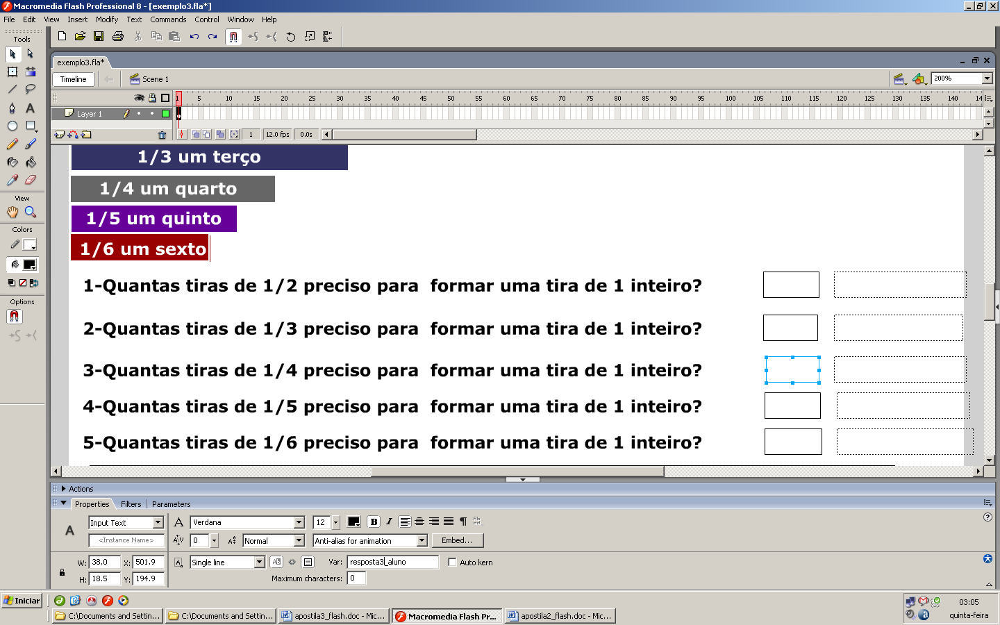 Macromedia Flash Professional 8 - [exemplo3.fla*]
File Edit View Insert Modify Text Commands Control Window Help
Tools
exemplo3.fla*
Timeline Scene 1 200%
1 5 10 15 20 25 30 35 40 45 50 55 60 65 70 75 80 85 90 95 100 105 110 115 120 125 130 135 140 14
Layer 1
1 12.0 fps 0.0s
View
Colors
Options
1/3 um terço
1/4 um quarto
1/5 um quinto
1/6 um sexto
1-Quantas tiras de 1/2 preciso para formar uma tira de 1 inteiro?
2-Quantas tiras de 1/3 preciso para formar uma tira de 1 inteiro?
3-Quantas tiras de 1/4 preciso para formar uma tira de 1 inteiro?
4-Quantas tiras de 1/5 preciso para formar uma tira de 1 inteiro?
5-Quantas tiras de 1/6 preciso para formar uma tira de 1 inteiro?
Actions
Properties Filters Parameters
A Input Text A Verdana 12 B I
<Instance Name> A/V 0 Normal Anti-alias for animation Embed...
W: 38.0 X: 501.9 Single line Var: resposta3_aluno Auto kern
H: 18.5 Y: 194.9 Maximum characters: 0
Iniciar 03:05
C:\Documents and Settin... C:\Documents and Settin... apostila3_flash.doc - Mic... Macromedia Flash Pr... apostila2_flash.doc - Mic... quinta-feira